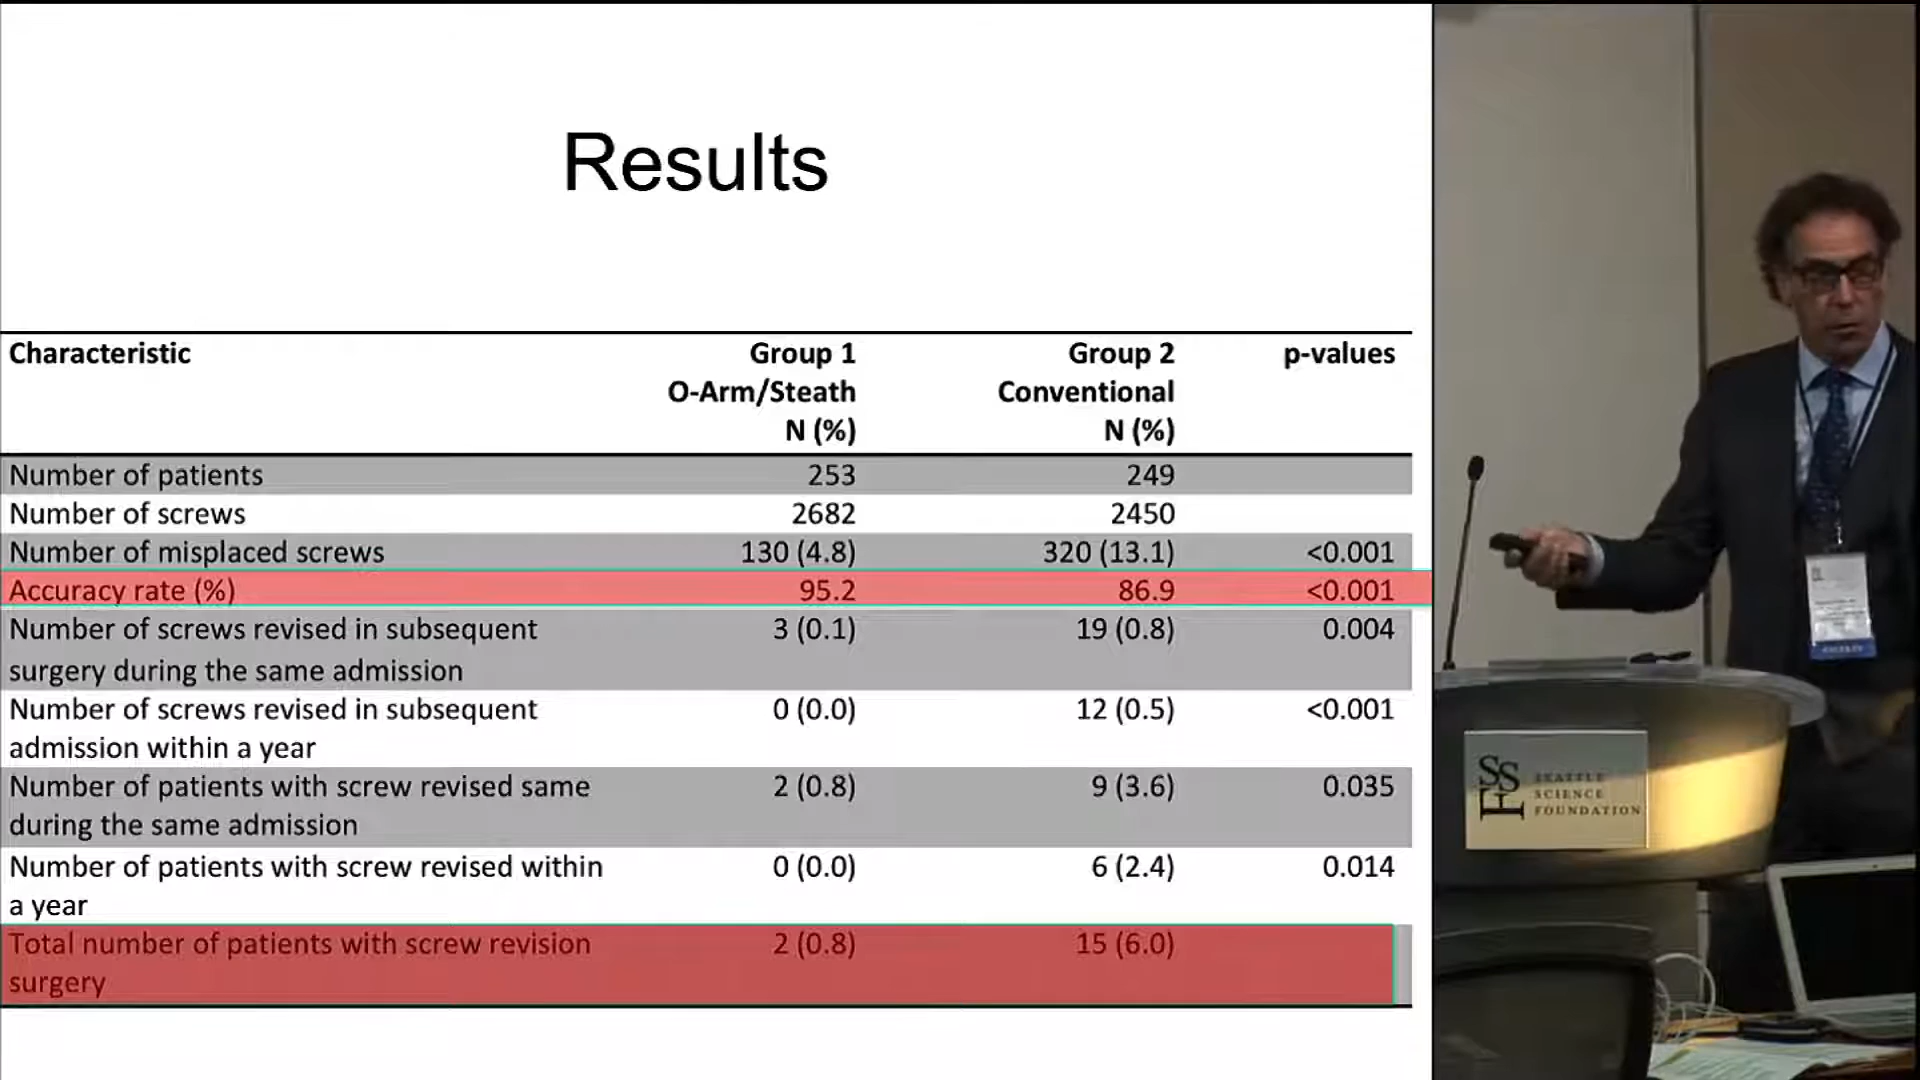 Results
Characteristic Group 1 Group 2 p-values
O-Arm/Steath Conventional
N (%) N (%)
Number of patients 253 249
Number of screws 2682 2450
Number of misplaced screws 130 (4.8) 320 (13.1) <0.001
Accuracy rate (%) 95.2 86.9 <0.001
Number of screws revised in subsequent 3 (0.1) 19 (0.8) 0.004
surgery during the same admission
Number of screws revised in subsequent 0 (0.0) 12 (0.5) <0.001
admission within a year
Number of patients with screw revised same 2 (0.8) 9 (3.6) 0.035
during the same admission
Number of patients with screw revised within 0 (0.0) 6 (2.4) 0.014
a year
Total number of patients with screw revision 2 (0.8) 15 (6.0)
surgery
SSF
SEATTLE
SCIENCE
FOUNDATION